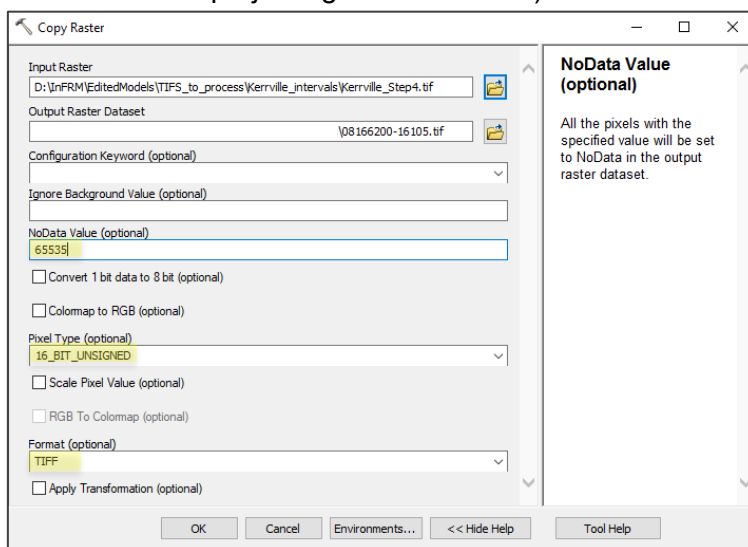 Copy Raster
Input Raster
D:\InFRM\EditedModels\TIFS_to_process\Kerrville_intervals\Kerrville_Step4.tif
Output Raster Dataset
\08166200-16105.tif
Configuration Keyword (optional)
Ignore Background Value (optional)
NoData Value (optional)
65535
Convert 1 bit data to 8 bit (optional)
Colormap to RGB (optional)
Pixel Type (optional)
16_BIT_UNSIGNED
Scale Pixel Value (optional)
RGB To Colormap (optional)
Format (optional)
TIFF
Apply Transformation (optional)
OK
Cancel
Environments...
<< Hide Help
NoData Value
(optional)
All the pixels with the
specified value will be set
to NoData in the output
raster dataset.
Tool Help